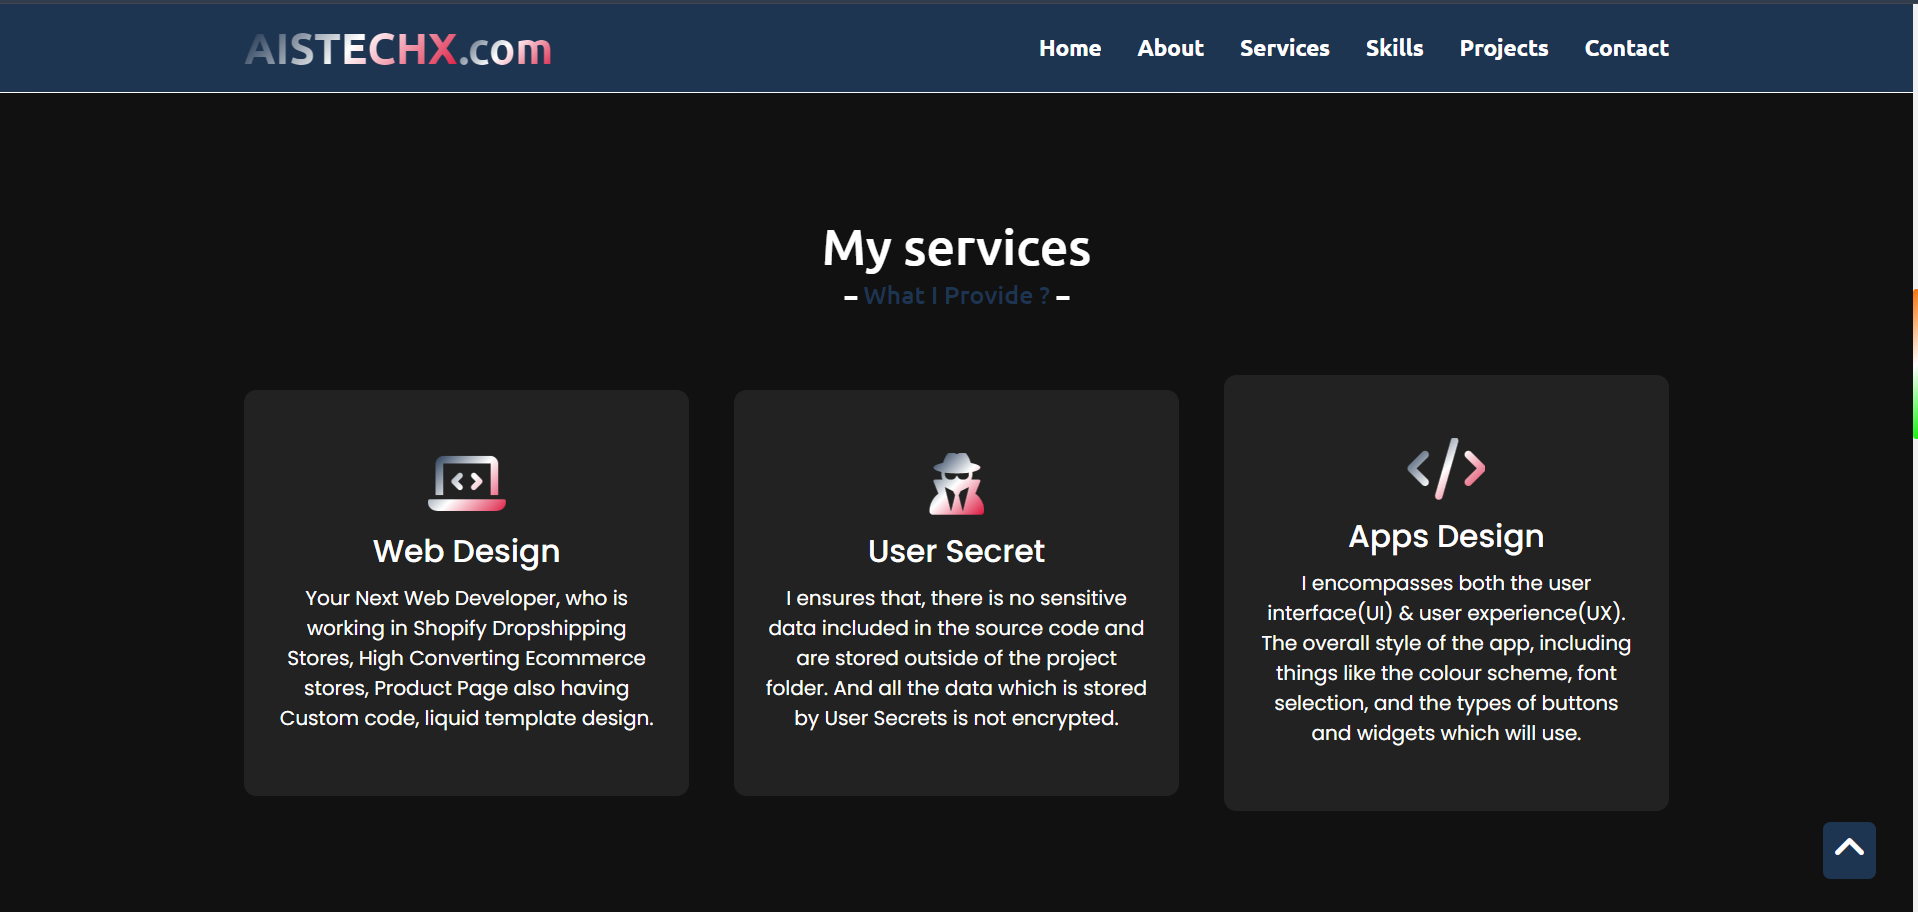 AISTECHX.com
Home About Services Skills Projects Contact
My services
– What I Provide ? –
Web Design
Your Next Web Developer, who is
working in Shopify Dropshipping
Stores, High Converting Ecommerce
stores, Product Page also having
Custom code, liquid template design.
User Secret
I ensures that, there is no sensitive
data included in the source code and
are stored outside of the project
folder. And all the data which is stored
by User Secrets is not encrypted.
Apps Design
I encompasses both the user
interface(UI) & user experience(UX).
The overall style of the app, including
things like the colour scheme, font
selection, and the types of buttons
and widgets which will use.